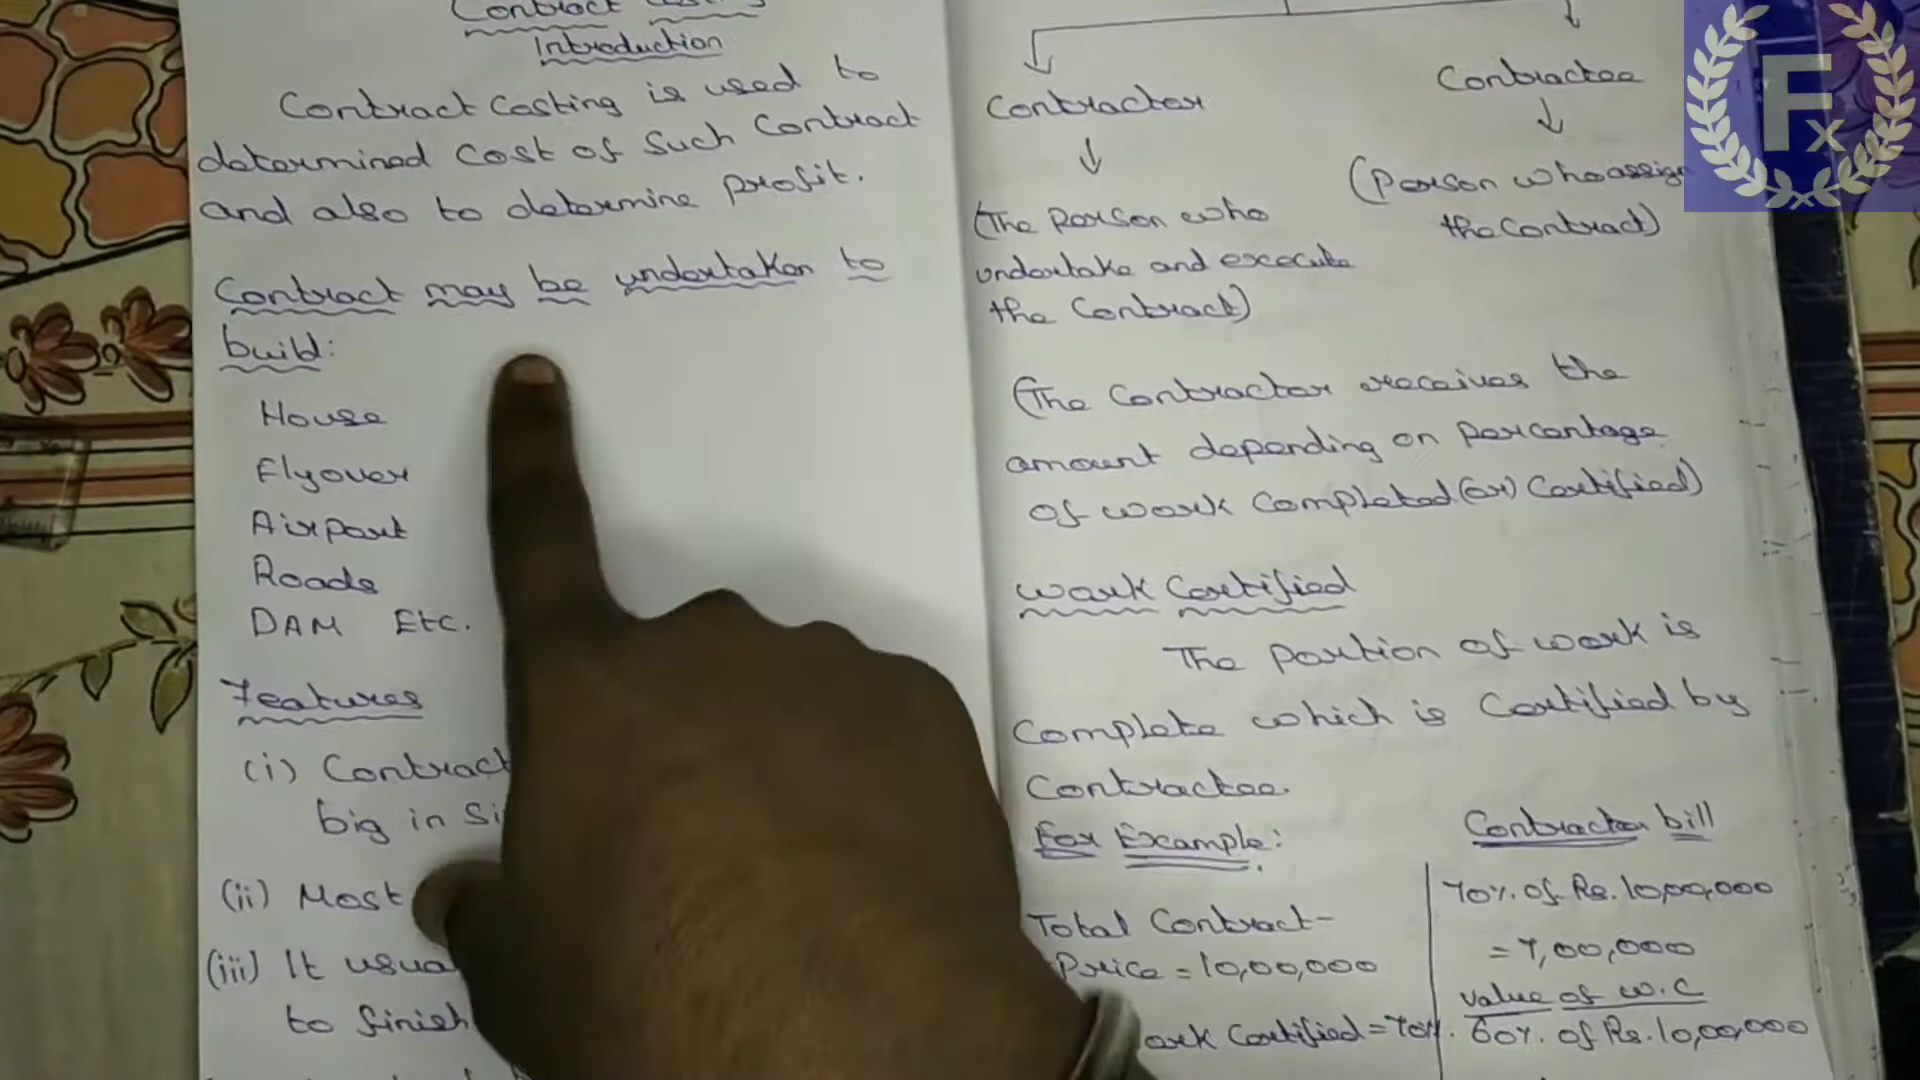 Contract Costing
Introduction
Contract Costing is used to
determined Cost of Such Contract
and also to determine profit.
Contract may be undertaken to
build:
House
Flyover
Airport
Roads
DAM Etc.
Features
(i) Contract
big in Si
(ii) Most
(iii) It usua
to finish
Contractor
(The Person who
undertake and execute
the Contract)
Contractee
(Person who assign
the Contract)
(The Contractor receives the
amount depending on percentage
of work Completed (or) Certified)
Work Certified
The portion of work is
Complete which is Certified by
Contractee.
For Example:
Total Contract-
Price = 10,00,000
ork Certified = 70%.
Contractor bill
70% of Rs. 10,00,000
= 7,00,000
value of W.C
60% of Rs. 10,00,000
Fx